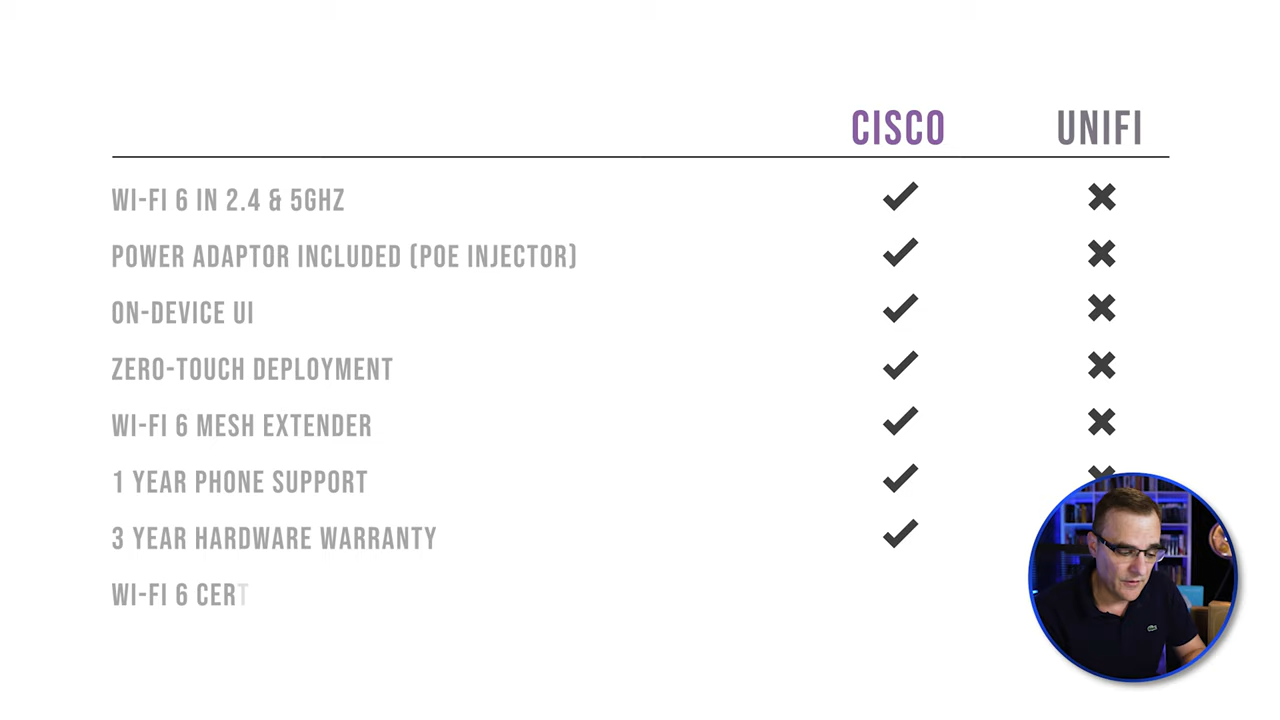 CISCO UNIFI
WI-FI 6 IN 2.4 & 5GHZ
POWER ADAPTOR INCLUDED (POE INJECTOR)
ON-DEVICE UI
ZERO-TOUCH DEPLOYMENT
WI-FI 6 MESH EXTENDER
1 YEAR PHONE SUPPORT
3 YEAR HARDWARE WARRANTY
WI-FI 6 CERT